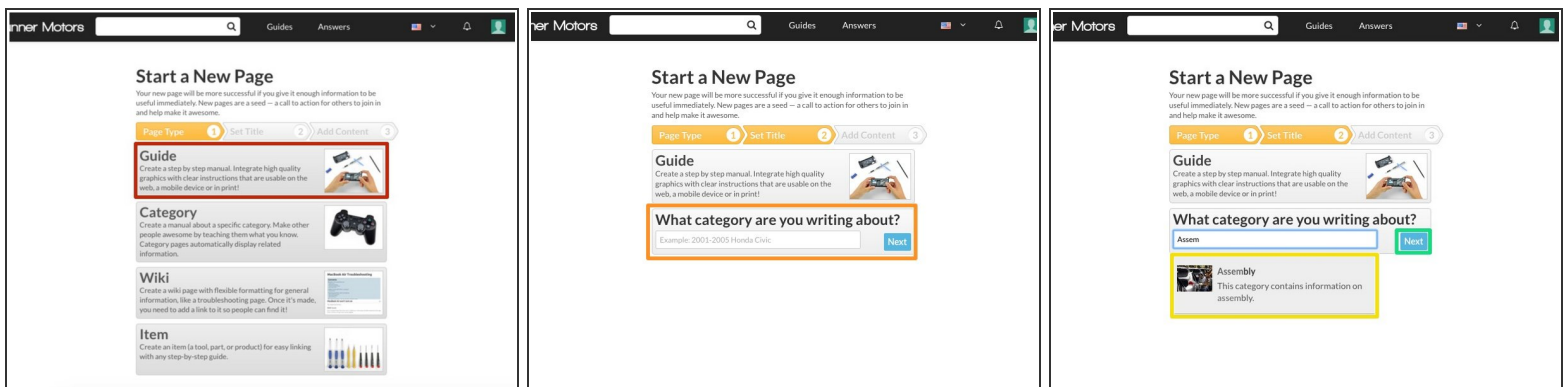 nner Motors
Guides
Answers
Start a New Page
Your new page will be more successful if you give it enough information to be
useful immediately. New pages are a seed — a call to action for others to join in
and help make it awesome.
Page Type 1 Set Title 2 Add Content 3
Guide
Create a step by step manual. Integrate high quality
graphics with clear instructions that are usable on the
web, a mobile device or in print!
Category
Create a manual about a specific category. Make other
people awesome by teaching them what you know.
Category pages automatically display related
information.
Wiki
Create a wiki page with flexible formatting for general
information, like a troubleshooting page. Once it's made,
you need to add a link to it so people can find it!
Item
Create an item (a tool, part, or product) for easy linking
with any step-by-step guide.
ner Motors
Guides
Answers
Start a New Page
Your new page will be more successful if you give it enough information to be
useful immediately. New pages are a seed — a call to action for others to join in
and help make it awesome.
Page Type 1 Set Title 2 Add Content 3
Guide
Create a step by step manual. Integrate high quality
graphics with clear instructions that are usable on the
web, a mobile device or in print!
What category are you writing about?
Example: 2001-2005 Honda Civic
Next
er Motors
Guides
Answers
Start a New Page
Your new page will be more successful if you give it enough information to be
useful immediately. New pages are a seed — a call to action for others to join in
and help make it awesome.
Page Type 1 Set Title 2 Add Content 3
Guide
Create a step by step manual. Integrate high quality
graphics with clear instructions that are usable on the
web, a mobile device or in print!
What category are you writing about?
Assem
Next
Assembly
This category contains information on
assembly.